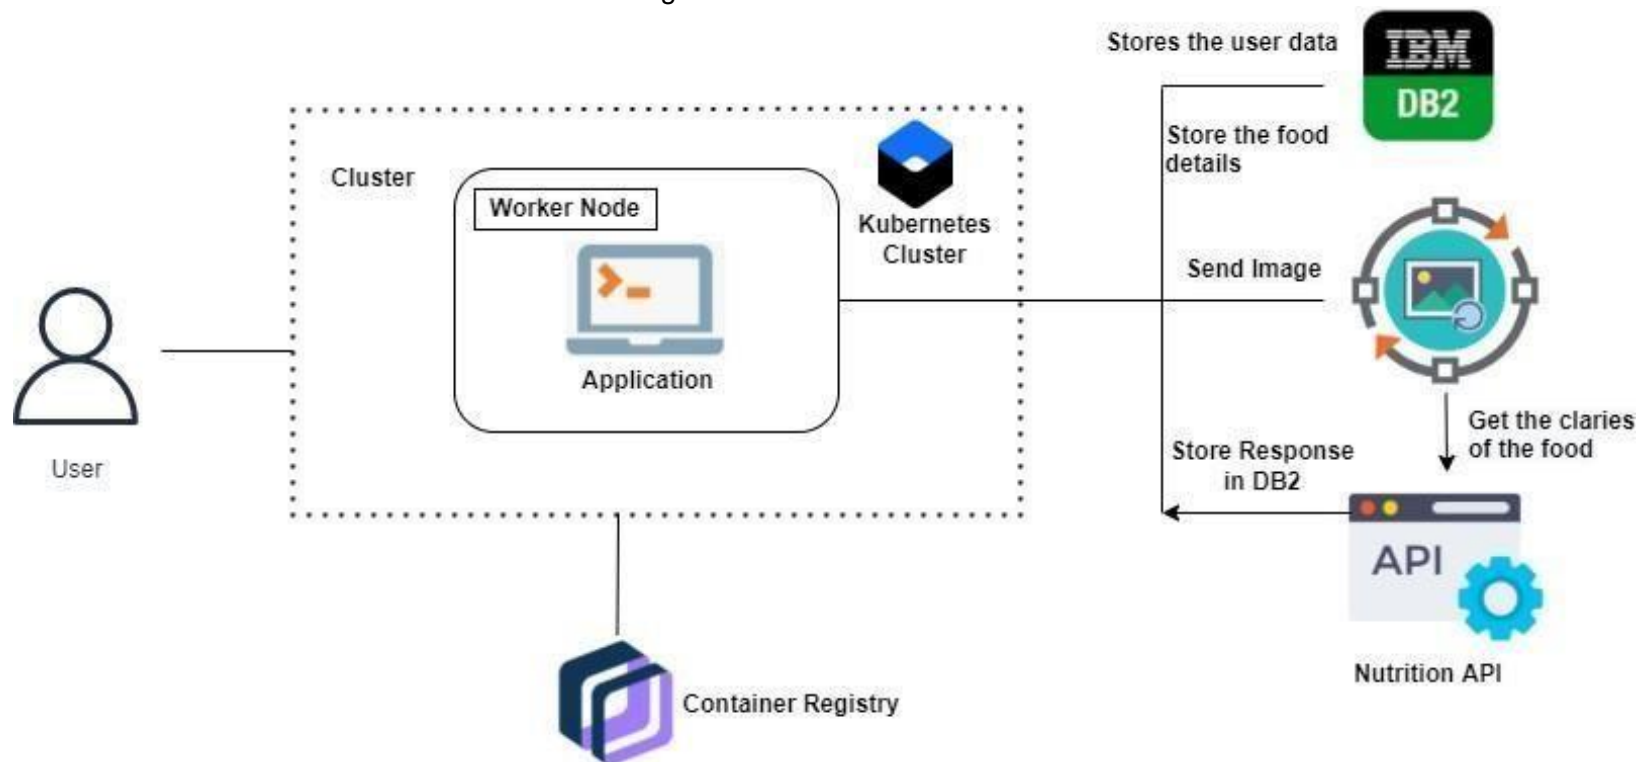 g
Stores the user data
IBM
DB2
Store the food
details
Cluster
Worker Node
Kubernetes
Cluster
Send Image
Application
User
Get the claries
of the food
Store Response
in DB2
API
Nutrition API
Container Registry